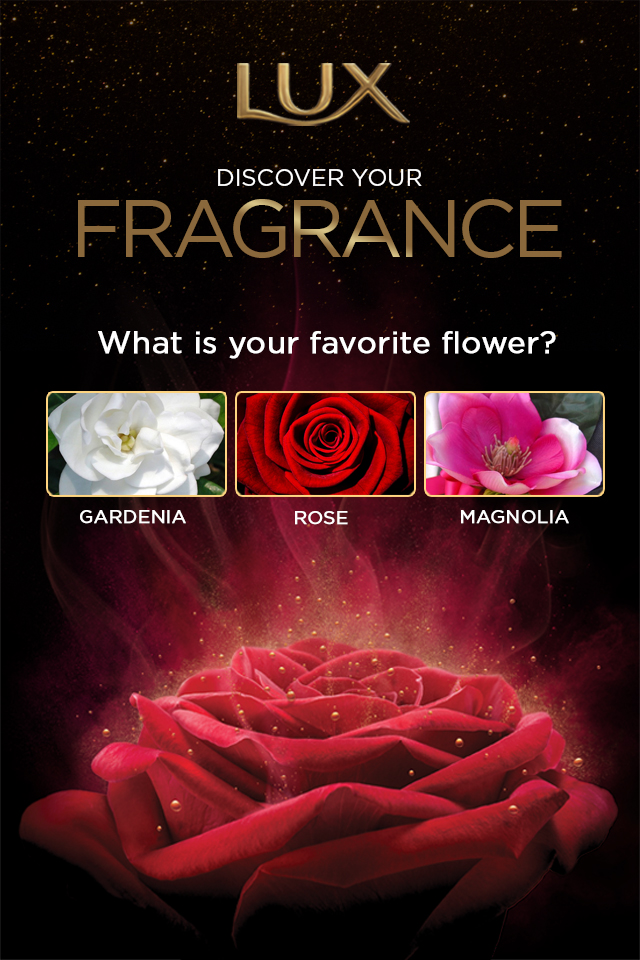 LUX
DISCOVER YOUR
FRAGRANCE
What is your favorite flower?
GARDENIA
ROSE
MAGNOLIA